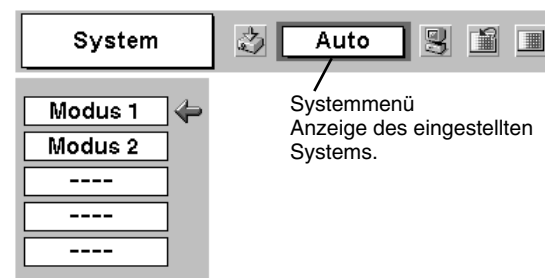 System
Auto
Modus 1
Modus 2
----
----
----
Systemmenü
Anzeige des eingestellten
Systems.